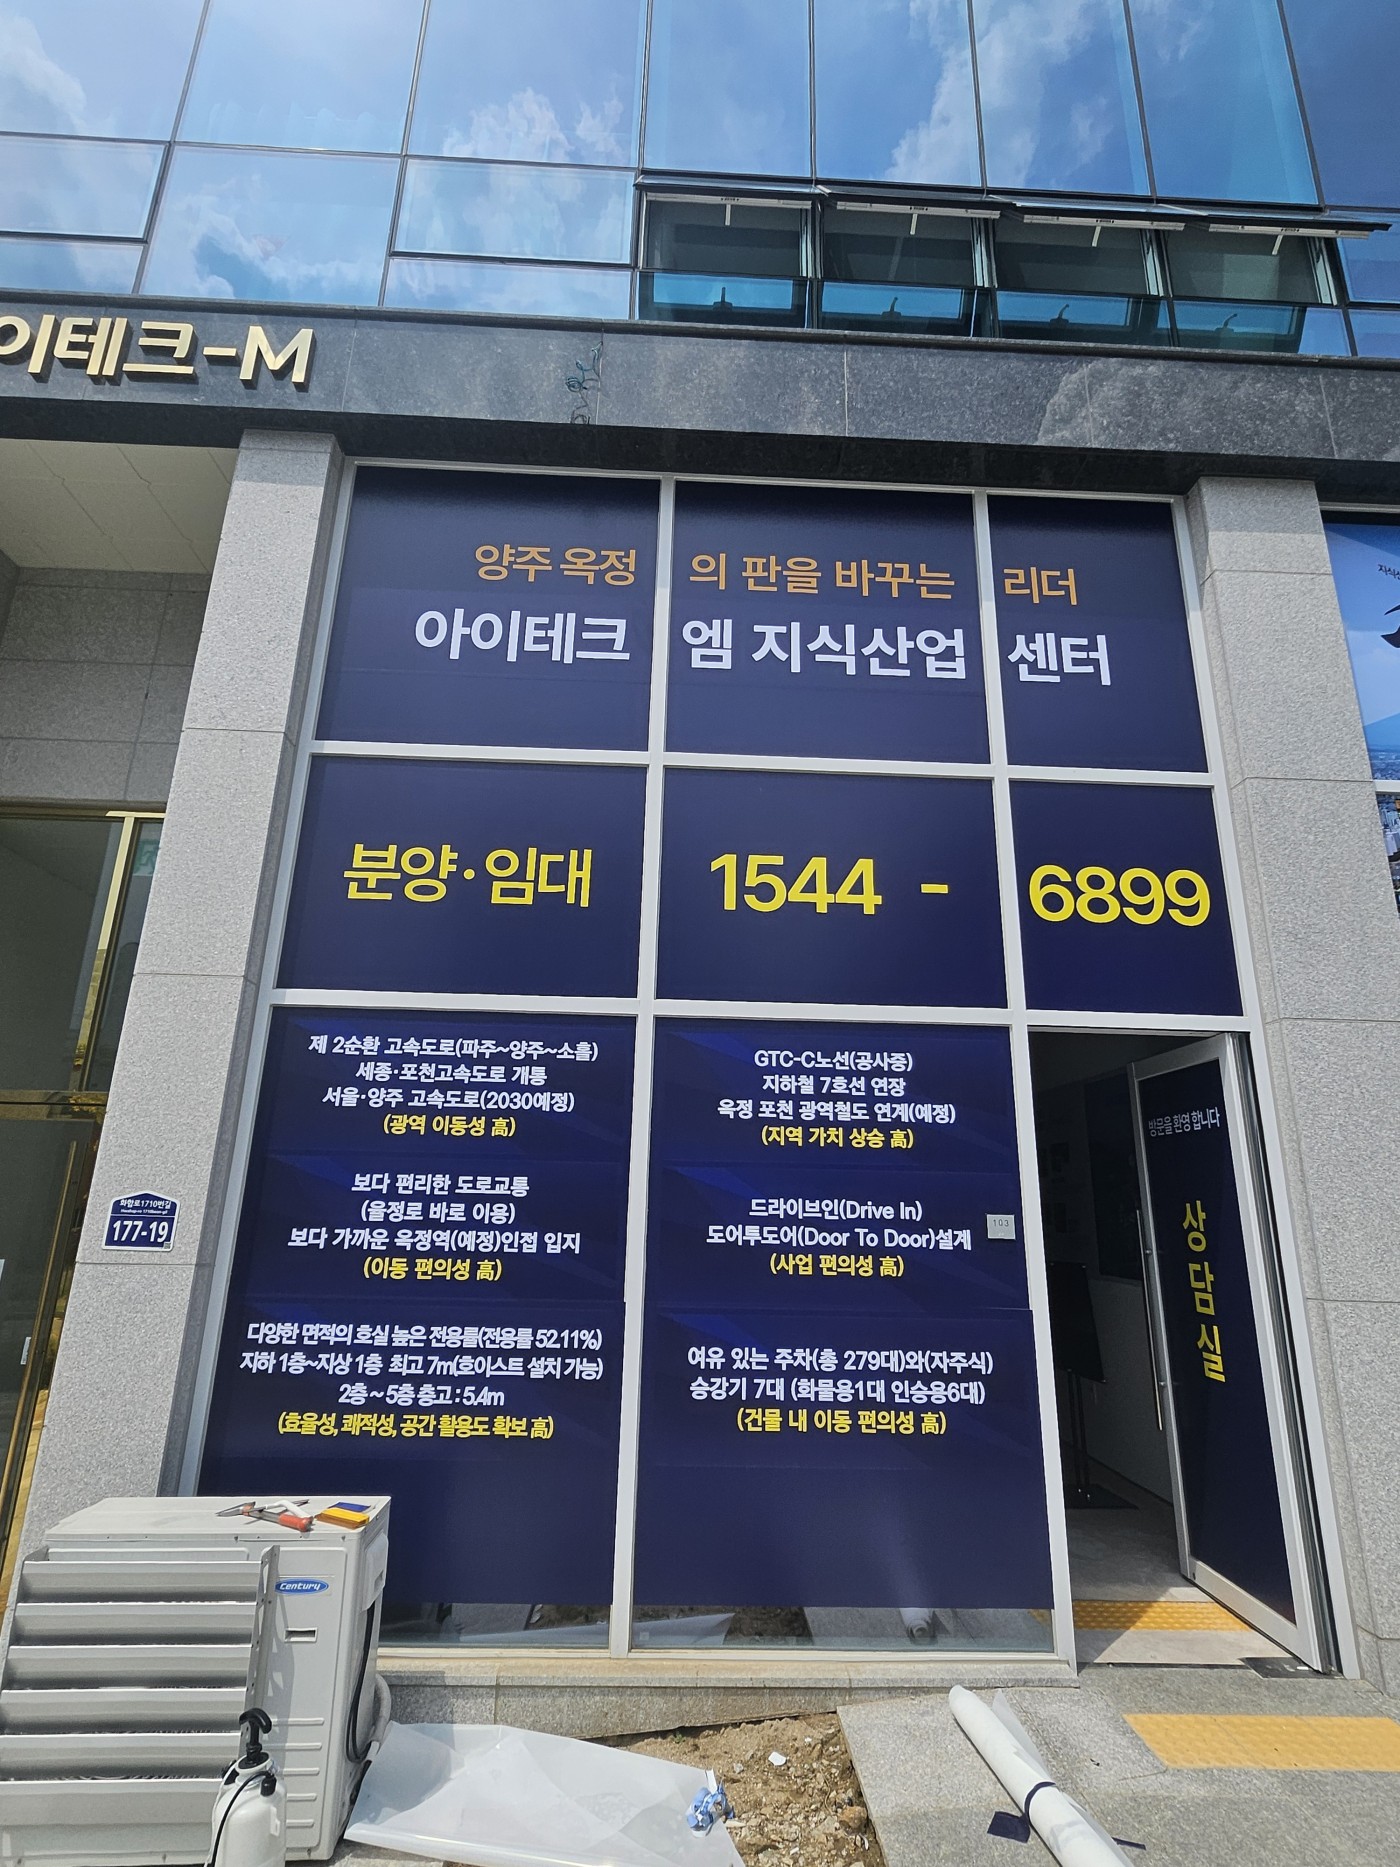 이테크-M
양주 옥정의 판을 바꾸는 리더
아이테크엠 지식산업센터
분양·임대 1544 - 6899
제 2순환 고속도로(파주~양주~소흘)
세종·포천고속도로 개통
서울·양주 고속도로(2030예정)
(광역 이동성 高)
보다 편리한 도로교통
(율정로 바로 이용)
보다 가까운 옥정역(예정)인접 입지
(이동 편의성 高)
다양한 면적의 호실 높은 전용률(전용률 52.11%)
지하 1층~지상 1층 최고 7m(호이스트 설치 가능)
2층 ~ 5층 층고 : 5.4m
(효율성, 쾌적성, 공간 활용도 확보 高)
GTC-C노선(공사중)
지하철 7호선 연장
옥정 포천 광역철도 연계(예정)
(지역 가치 상승 高)
드라이브인(Drive In)
도어투도어(Door To Door)설계
(사업 편의성 高)
여유 있는 주차(총 279대)와(자주식)
승강기 7대 (화물용1대 인승용6대)
(건물 내 이동 편의성 高)
103
방문을 환영합니다
상담실
화합로1710번길
177-19
Century
지식산